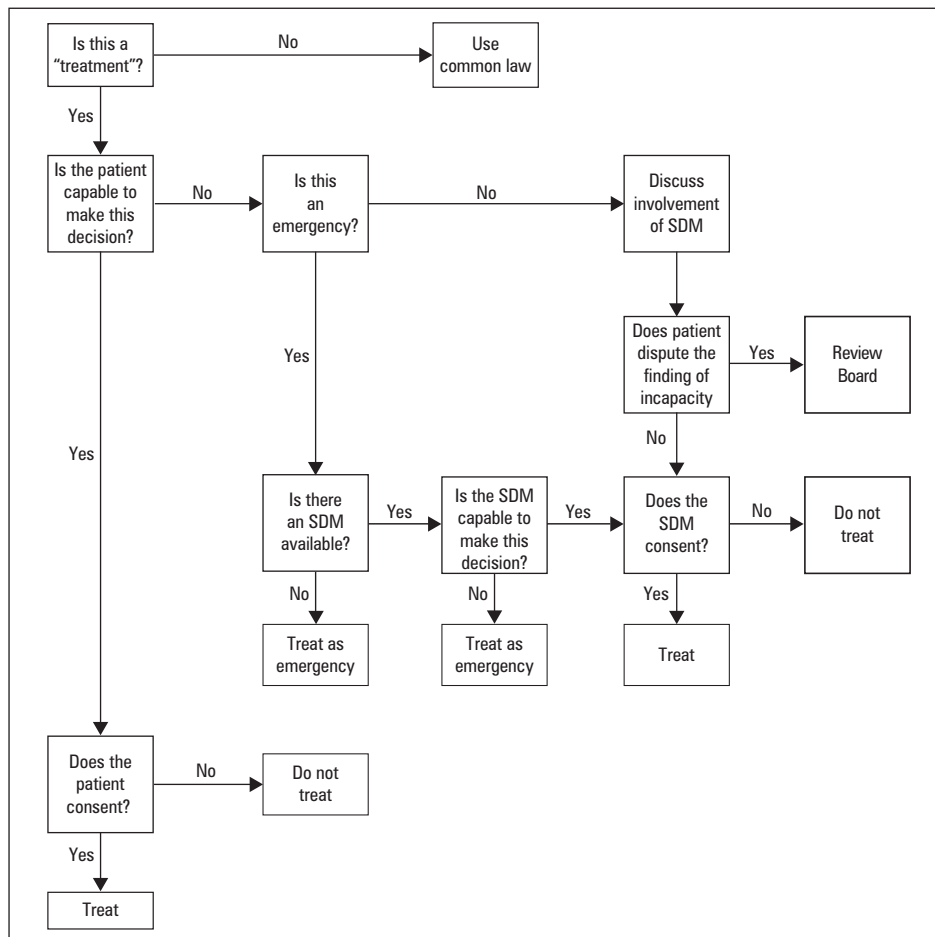 Is this a
“treatment”?
No
Use
common law
Yes
Is the patient
capable to
make this
decision?
No
Is this
an
emergency?
No
Discuss
involvement
of SDM
Yes
Does patient
dispute the
finding of
incapacity
Yes
Review
Board
Yes
No
Is there
an SDM
available?
Yes
Is the SDM
capable to
make this
decision?
Yes
Does the
SDM
consent?
No
Do not
treat
No
No
Yes
Treat as
emergency
Treat as
emergency
Treat
Does the
patient
consent?
No
Do not
treat
Yes
Treat